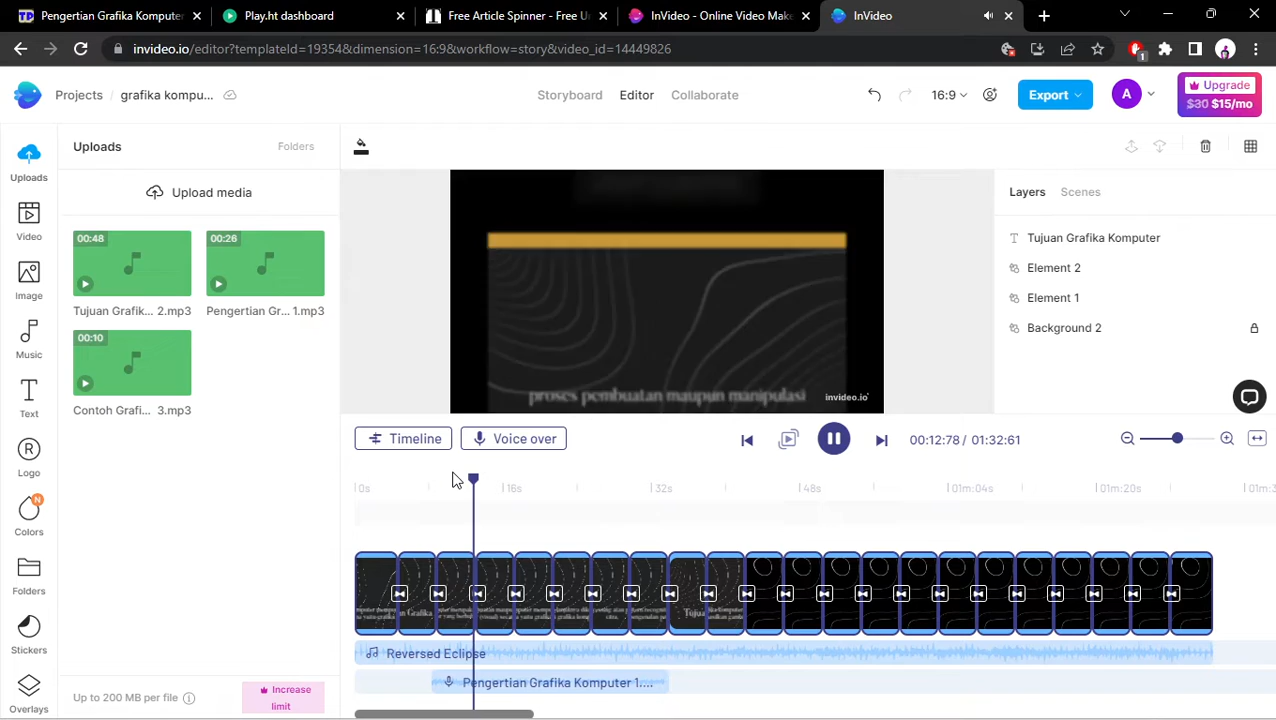 Pengertian Grafika Komputer
Play.ht dashboard
Free Article Spinner - Free U
InVideo - Online Video Make
InVideo
invideo.io/editor?templateId=19354&dimension=16:9&workflow=story&video_id=14449826
1
Projects / grafika kompu...
Storyboard
Editor
Collaborate
16:9
Export
A
Upgrade
$30 $15/mo
Uploads
Video
Image
Music
Text
Logo
N
Colors
Folders
Stickers
Overlays
Uploads
Folders
Upload media
00:48
00:26
Tujuan Grafik... 2.mp3
Pengertian Gr... 1.mp3
00:10
Contoh Grafi... 3.mp3
Up to 200 MB per file
Increase
limit
proses pembuatan maupun manipulasi
invideo.io
Layers
Scenes
Tujuan Grafika Komputer
Element 2
Element 1
Background 2
Timeline
Voice over
00:12:78 / 01:32:61
0s
16s
32s
48s
01m:04s
01m:20s
01m:3
Reversed Eclipse
Pengertian Grafika Komputer 1....